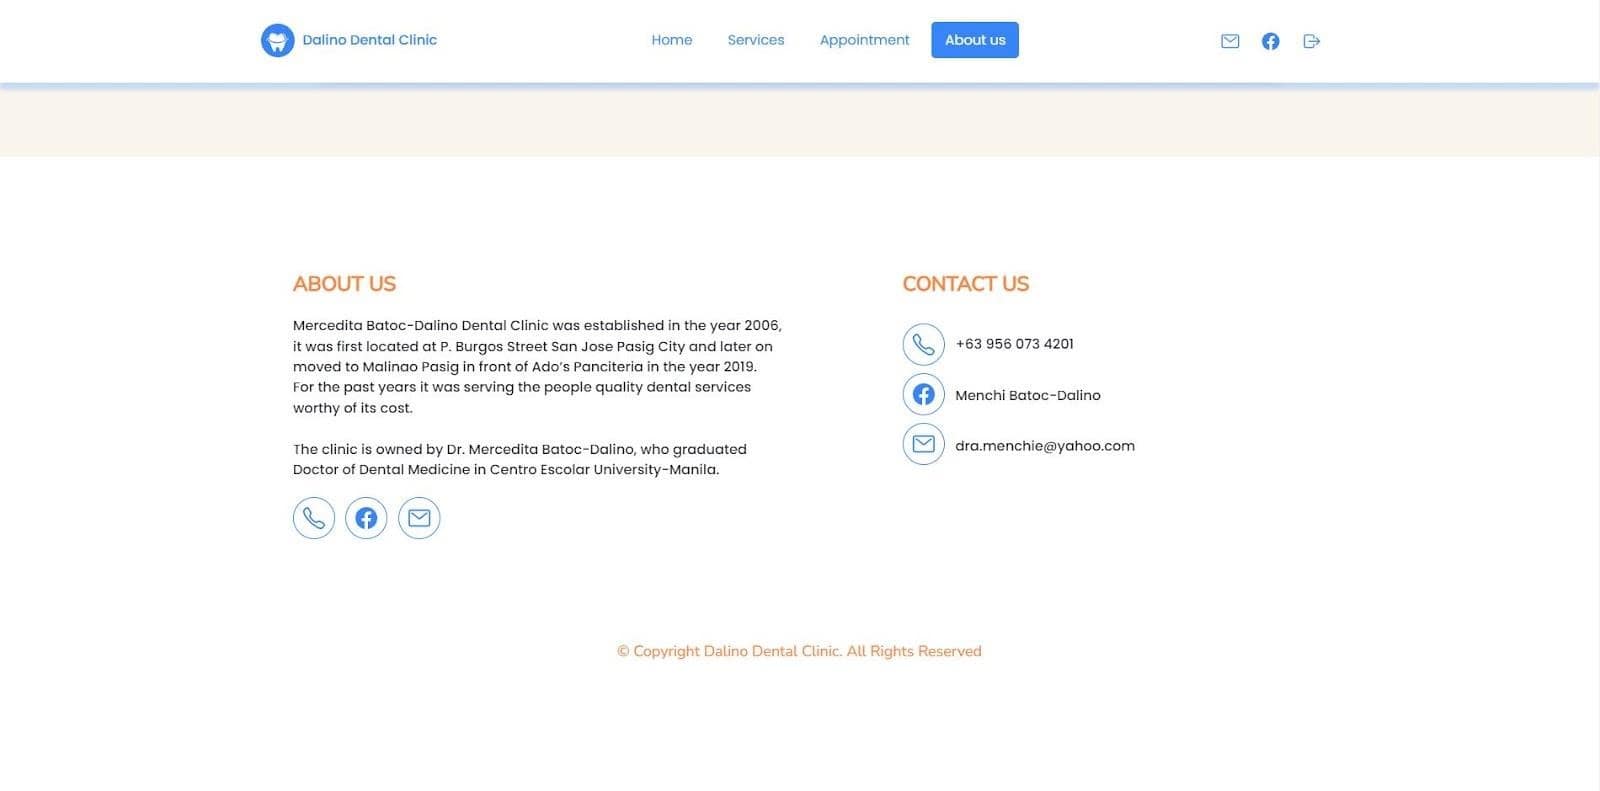 Dalino Dental Clinic
Home
Services
Appointment
About us
ABOUT US
Mercedita Batoc-Dalino Dental Clinic was established in the year 2006,
it was first located at P. Burgos Street San Jose Pasig City and later on
moved to Malinao Pasig in front of Ado's Panciteria in the year 2019.
For the past years it was serving the people quality dental services
worthy of its cost.
The clinic is owned by Dr. Mercedita Batoc-Dalino, who graduated
Doctor of Dental Medicine in Centro Escolar University-Manila.
CONTACT US
+63 956 073 4201
Menchi Batoc-Dalino
dra.menchie@yahoo.com
© Copyright Dalino Dental Clinic. All Rights Reserved